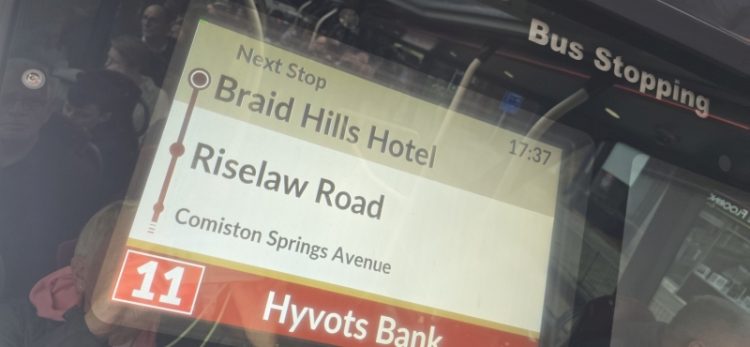 Bus Stopping
Next Stop
Braid Hills Hotel
17:37
Riselaw Road
Comiston Springs Avenue
11
Hyvots Bank